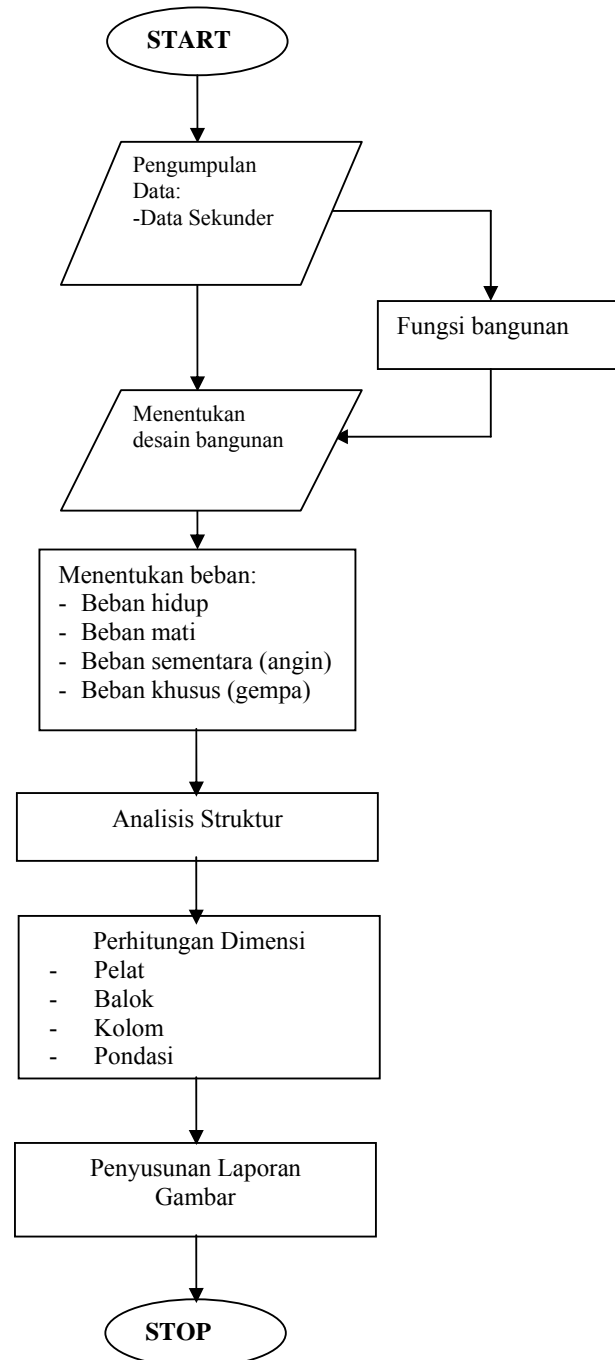 START
Pengumpulan
Data:
-Data Sekunder
Fungsi bangunan
Menentukan
desain bangunan
Menentukan beban:
- Beban hidup
- Beban mati
- Beban sementara (angin)
- Beban khusus (gempa)
Analisis Struktur
Perhitungan Dimensi
- Pelat
- Balok
- Kolom
- Pondasi
Penyusunan Laporan
Gambar
STOP